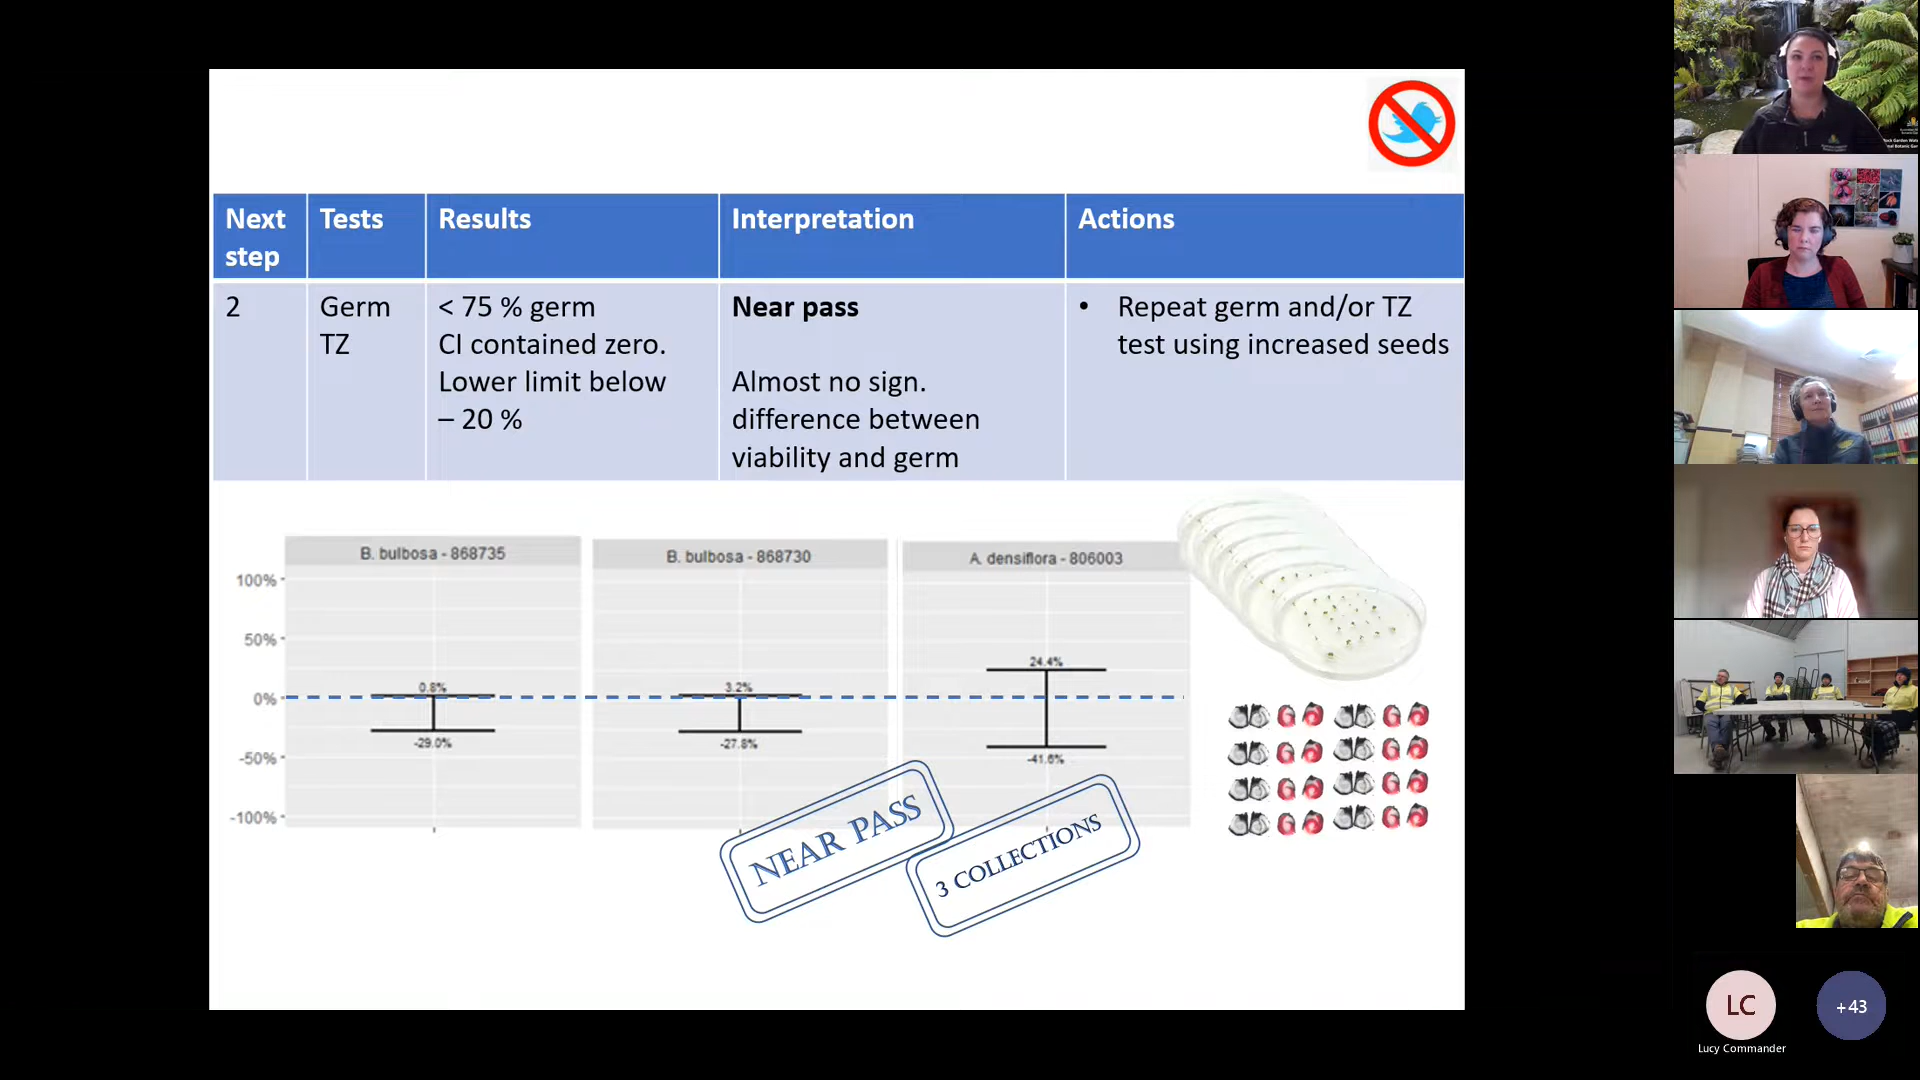 Next
step
Tests
Results
Interpretation
Actions
2
Germ
TZ
< 75 % germ
CI contained zero.
Lower limit below
– 20 %
Near pass
Almost no sign.
difference between
viability and germ
• Repeat germ and/or TZ
test using increased seeds
B. bulbosa - 868735
B. bulbosa - 868730
A. densiflora - 806003
100%
50%
0%
-50%
-100%
0.8%
-29.0%
3.2%
-27.8%
24.4%
-41.6%
NEAR PASS
3 COLLECTIONS
LC
Lucy Commander
+43